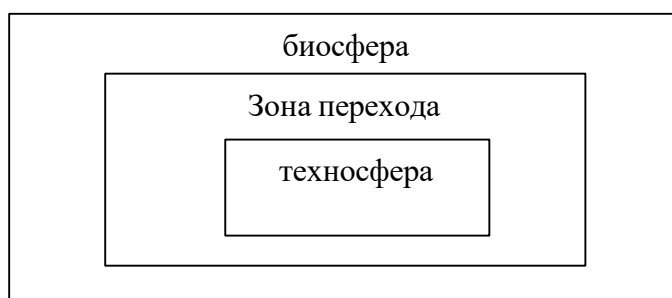 биосфера
Зона перехода
техносфера